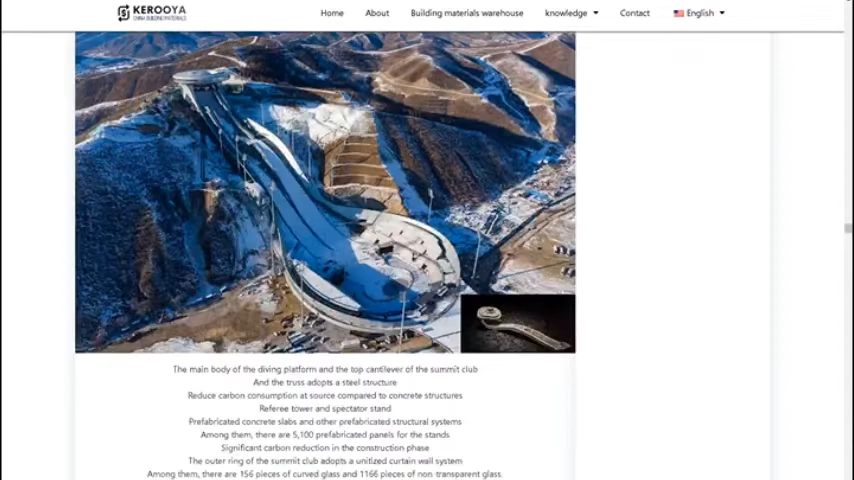 KEROOYA
CHINA BUILDING MATERIALS
Home About Building materials warehouse knowledge Contact English
The main body of the diving platform and the top cantilever of the summit club
And the truss adopts a steel structure
Reduce carbon consumption at source compared to concrete structures
Referee tower and spectator stand
Prefabricated concrete slabs and other prefabricated structural systems
Among them, there are 5,100 prefabricated panels for the stands
Significant carbon reduction in the construction phase
The outer ring of the summit club adopts a unitized curtain wall system
Among them, there are 156 pieces of curved glass and 1166 pieces of non transparent glass.